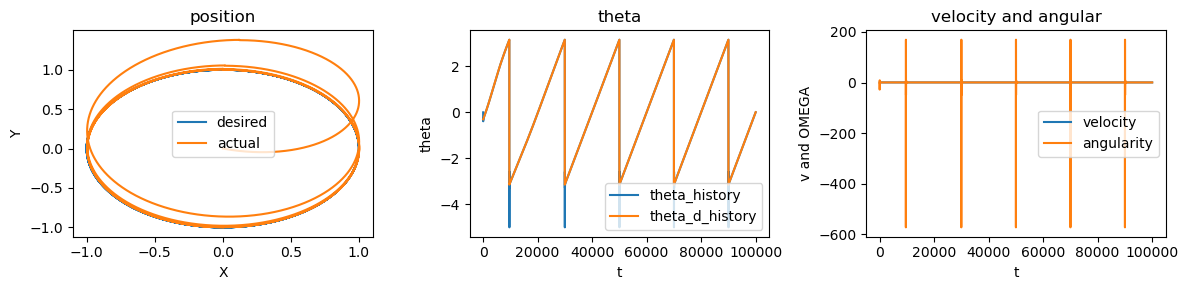 position
1.0
0.5
0.0
−0.5
−1.0
Y
desired
actual
−1.0 −0.5 0.0 0.5 1.0
X
theta
2
0
−2
−4
theta
theta_history
theta_d_history
0 20000 40000 60000 80000 100000
t
velocity and angular
200
0
−200
−400
−600
v and OMEGA
velocity
angularity
0 20000 40000 60000 80000 100000
t